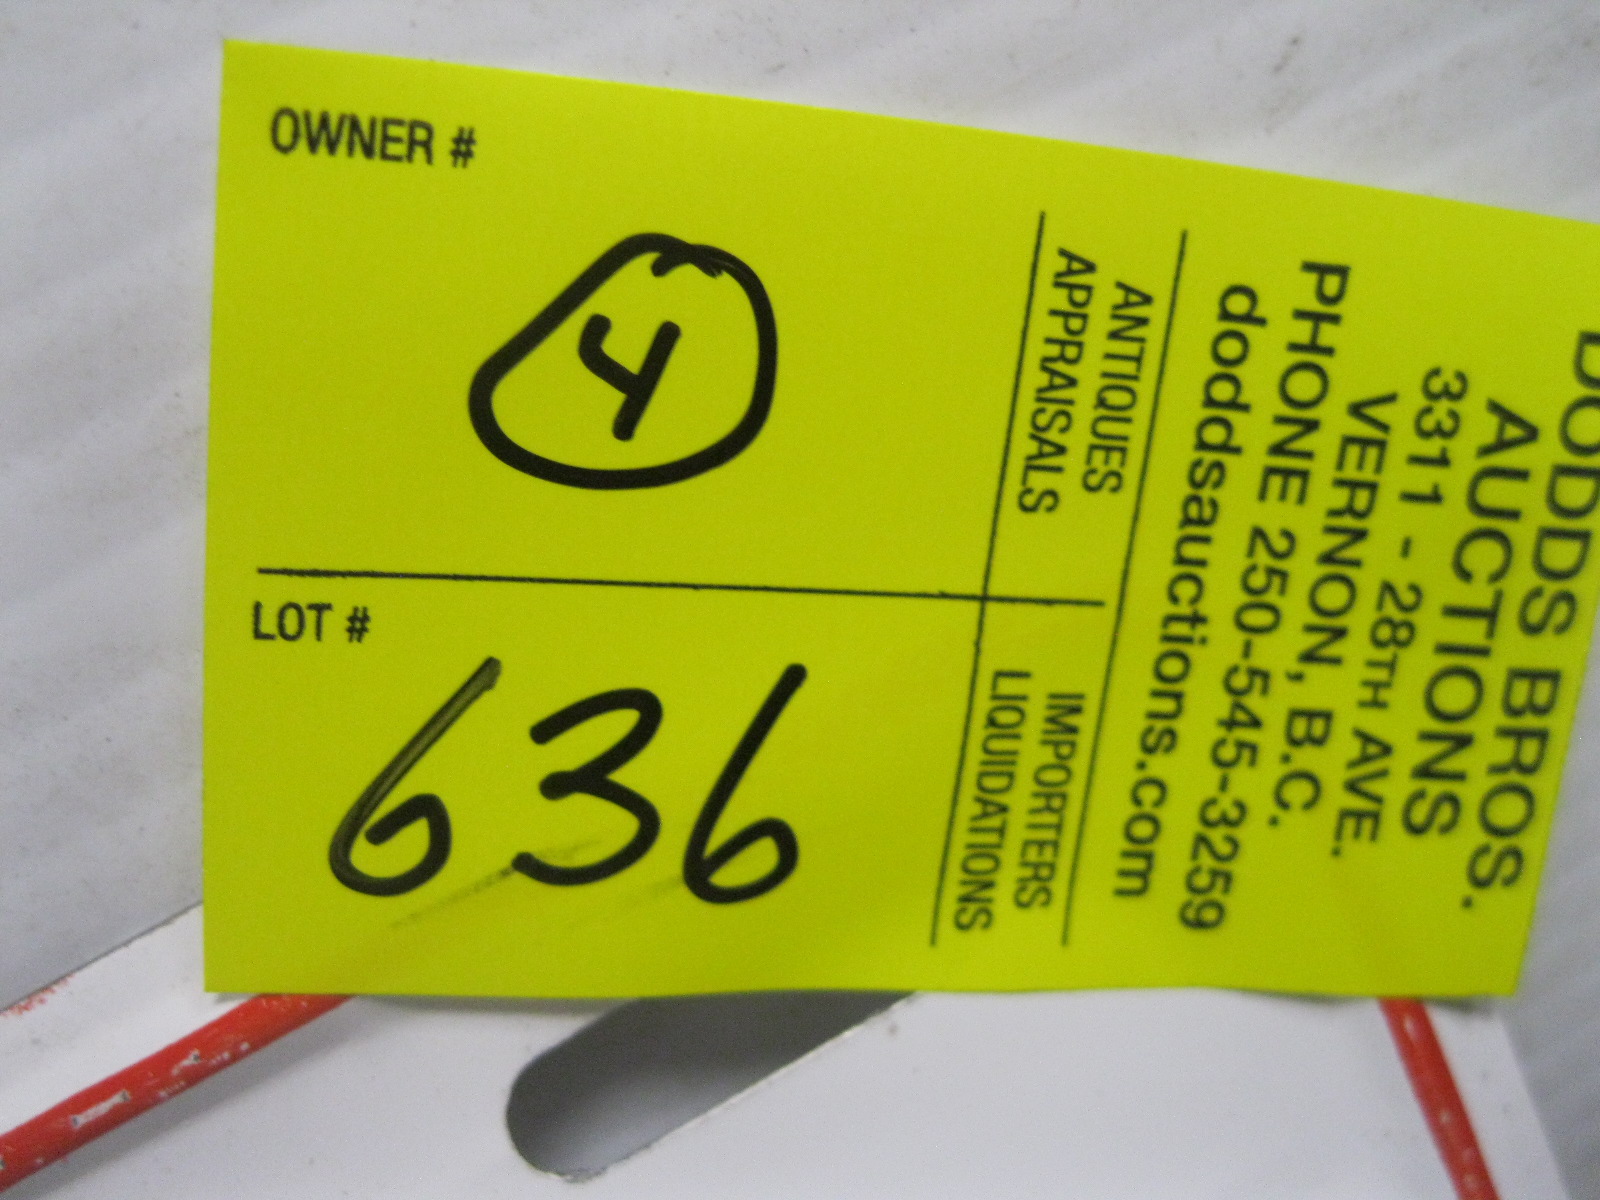 OWNER #
4
LOT #
636
DODDS BROS.
AUCTIONS
3311 - 28TH AVE.
VERNON, B.C.
PHONE 250-545-3259
doddsauctions.com
ANTIQUES
APPRAISALS
IMPORTERS
LIQUIDATIONS